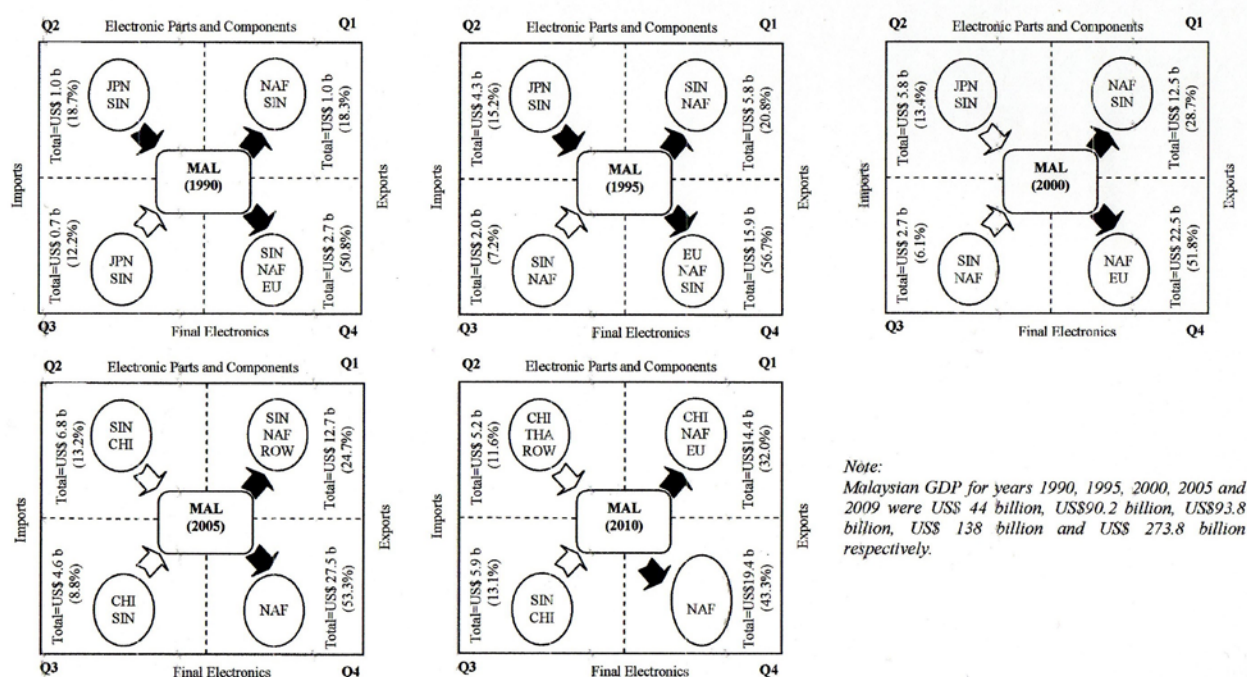 Q2
Electronic Parts and Components
Q1
Imports
Total=US$ 1.0 b
(18.7%)
JPN
SIN
NAF
SIN
Total=US$ 1.0 b
(18.3%)
MAL
(1990)
Total=US$ 0.7 b
(12.2%)
JPN
SIN
SIN
NAF
EU
Total=US$ 2.7 b
(50.8%)
Exports
Q3
Final Electronics
Q4
Q2
Electronic Parts and Components
Q1
Imports
Total=US$ 4.3 b
(15.2%)
JPN
SIN
SIN
NAF
Total=US$ 5.8 b
(20.8%)
MAL
(1995)
Total=US$ 2.0 b
(7.2%)
SIN
NAF
EU
NAF
SIN
Total=US$ 15.9 b
(56.7%)
Exports
Q3
Final Electronics
Q4
Q2
Electronic Parts and Components
Q1
Imports
Total=US$ 5.8 b
(13.4%)
JPN
SIN
NAF
SIN
Total=US$ 12.5 b
(28.7%)
MAL
(2000)
Total=US$ 2.7 b
(6.1%)
SIN
NAF
NAF
EU
Total=US$ 22.5 b
(51.8%)
Exports
Q3
Final Electronics
Q4
Q2
Electronic Parts and Components
Q1
Imports
Total=US$ 6.8 b
(13.2%)
SIN
CHI
SIN
NAF
ROW
Total=US$ 12.7 b
(24.7%)
MAL
(2005)
Total=US$ 4.6 b
(8.8%)
CHI
SIN
NAF
Total=US$ 27.5 b
(53.3%)
Exports
Q3
Final Electronics
Q4
Q2
Electronic Parts and Components
Q1
Imports
Total=US$ 5.2 b
(11.6%)
CHI
THA
ROW
CHI
NAF
EU
Total=US$14.4 b
(32.0%)
MAL
(2010)
Total=US$ 5.9 b
(13.1%)
SIN
CHI
NAF
Total=US$19.4 b
(43.3%)
Exports
Q3
Final Electronics
Q4
Note:
Malaysian GDP for years 1990, 1995, 2000, 2005 and
2009 were US$ 44 billion, US$90.2 billion, US$93.8
billion, US$ 138 billion and US$ 273.8 billion
respectively.